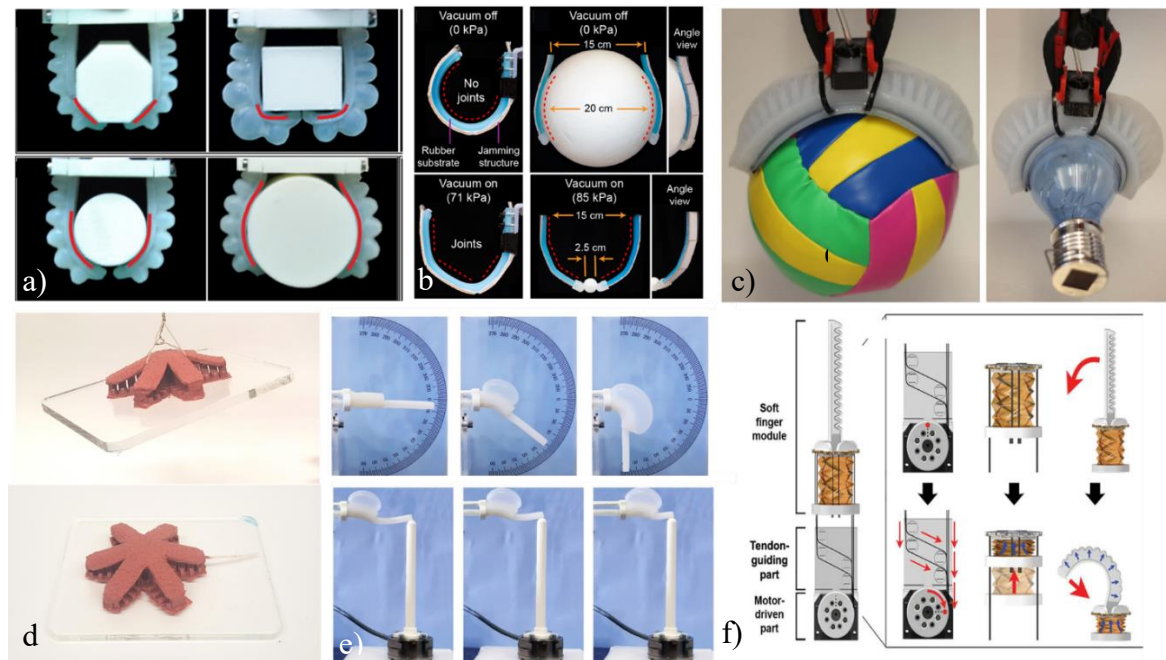 a)
Vacuum off
(0 kPa)
No
joints
Rubber
substrate
Jamming
structure
Vacuum on
(71 kPa)
Joints
b
Vacuum off
(0 kPa)
15 cm
20 cm
Angle
view
Vacuum on
(85 kPa)
15 cm
2.5 cm
Angle
view
c)
d
e)
Soft
finger
module
Tendon-
guiding
part
Motor-
driven
part
f)